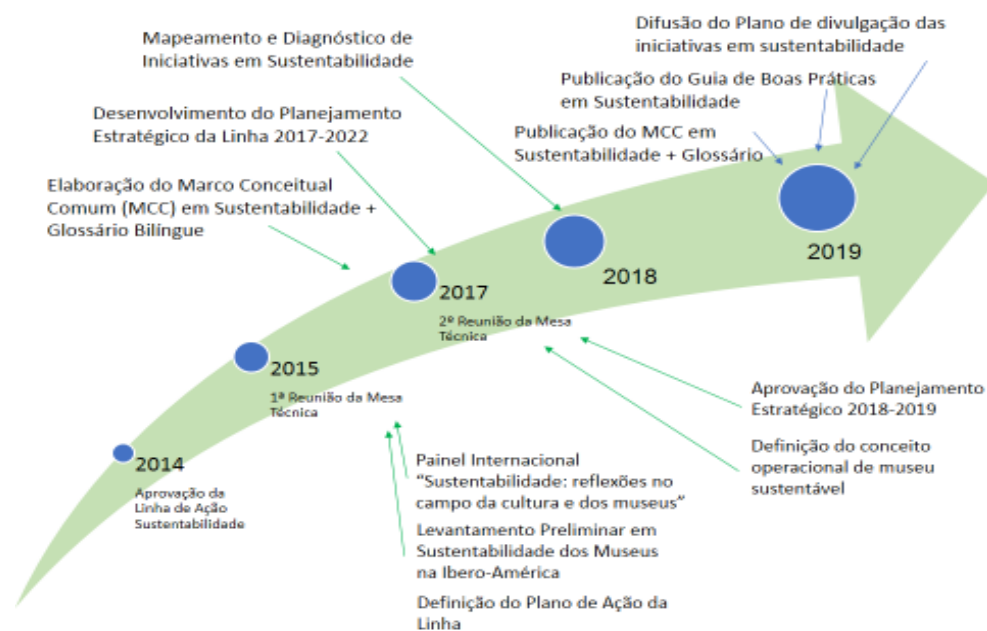 Mapeamento e Diagnóstico de
Iniciativas em Sustentabilidade
Difusão do Plano de divulgação das
iniciativas em sustentabilidade
Publicação do Guia de Boas Práticas
em Sustentabilidade
Desenvolvimento do Planejamento
Estratégico da Linha 2017-2022
Publicação do MCC em
Sustentabilidade + Glossário
Elaboração do Marco Conceitual
Comum (MCC) em Sustentabilidade +
Glossário Bilíngue
2019
2018
2017
2ª Reunião da Mesa
Técnica
2015
1ª Reunião da Mesa
Técnica
2014
Aprovação da
Linha de Ação
Sustentabilidade
Aprovação do Planejamento
Estratégico 2018-2019
Definição do conceito
operacional de museu
sustentável
Painel Internacional
“Sustentabilidade: reflexões no
campo da cultura e dos museus”
Levantamento Preliminar em
Sustentabilidade dos Museus
na Ibero-América
Definição do Plano de Ação da
Linha